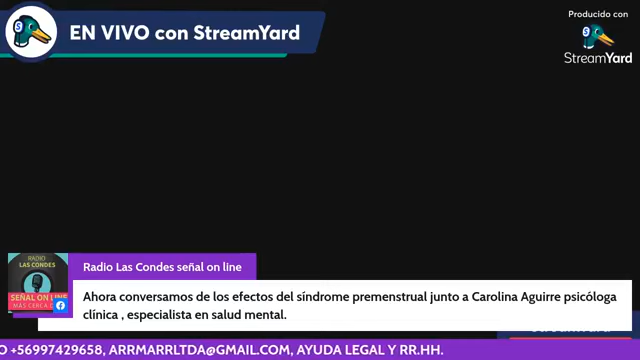 EN VIVO con StreamYard
Producido con
StreamYard
Radio Las Condes señal on line
RADIO
LAS CONDES
SEÑAL ON LINE
MÁS CERCA
Ahora conversamos de los efectos del síndrome premenstrual junto a Carolina Aguirre psicóloga
clínica , especialista en salud mental.
O +56997429658, ARRMARRLTDA@GMAIL.COM, AYUDA LEGAL Y RR.HH.